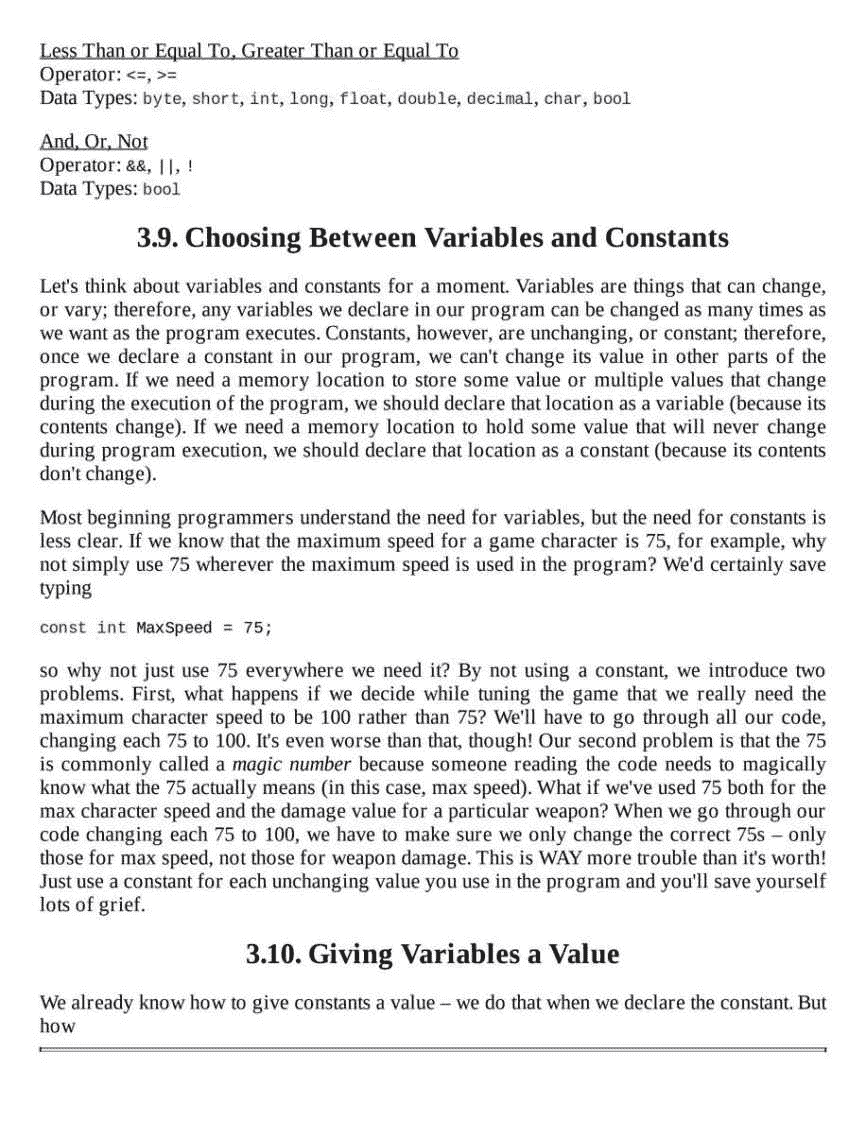 Less Than or Equal To, Greater Than or Equal To
Operator: <=, >=
Data Types: byte, short, int, long, float, double, decimal, char, bool
And, Or, Not
Operator: &&, ||, !
Data Types: bool
3.9. Choosing Between Variables and Constants
Let's think about variables and constants for a moment. Variables are things that can change,
or vary; therefore, any variables we declare in our program can be changed as many times as
we want as the program executes. Constants, however, are unchanging, or constant; therefore,
once we declare a constant in our program, we can't change its value in other parts of the
program. If we need a memory location to store some value or multiple values that change
during the execution of the program, we should declare that location as a variable (because its
contents change). If we need a memory location to hold some value that will never change
during program execution, we should declare that location as a constant (because its contents
don't change).
Most beginning programmers understand the need for variables, but the need for constants is
less clear. If we know that the maximum speed for a game character is 75, for example, why
not simply use 75 wherever the maximum speed is used in the program? We'd certainly save
typing
const int MaxSpeed = 75;
so why not just use 75 everywhere we need it? By not using a constant, we introduce two
problems. First, what happens if we decide while tuning the game that we really need the
maximum character speed to be 100 rather than 75? We'll have to go through all our code,
changing each 75 to 100. It's even worse than that, though! Our second problem is that the 75
is commonly called a magic number because someone reading the code needs to magically
know what the 75 actually means (in this case, max speed). What if we've used 75 both for the
max character speed and the damage value for a particular weapon? When we go through our
code changing each 75 to 100, we have to make sure we only change the correct 75s – only
those for max speed, not those for weapon damage. This is WAY more trouble than it's worth!
Just use a constant for each unchanging value you use in the program and you'll save yourself
lots of grief.
3.10. Giving Variables a Value
We already know how to give constants a value – we do that when we declare the constant. But
how